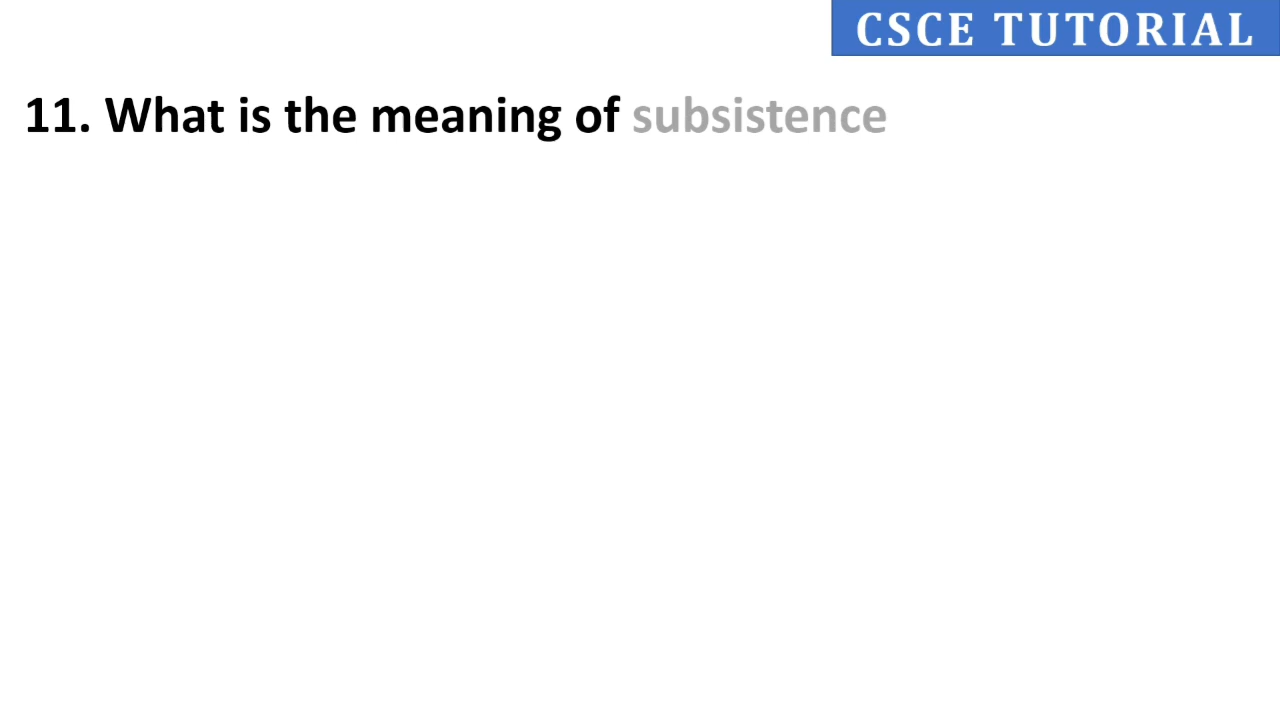 CSCE TUTORIAL
11. What is the meaning of subsistence